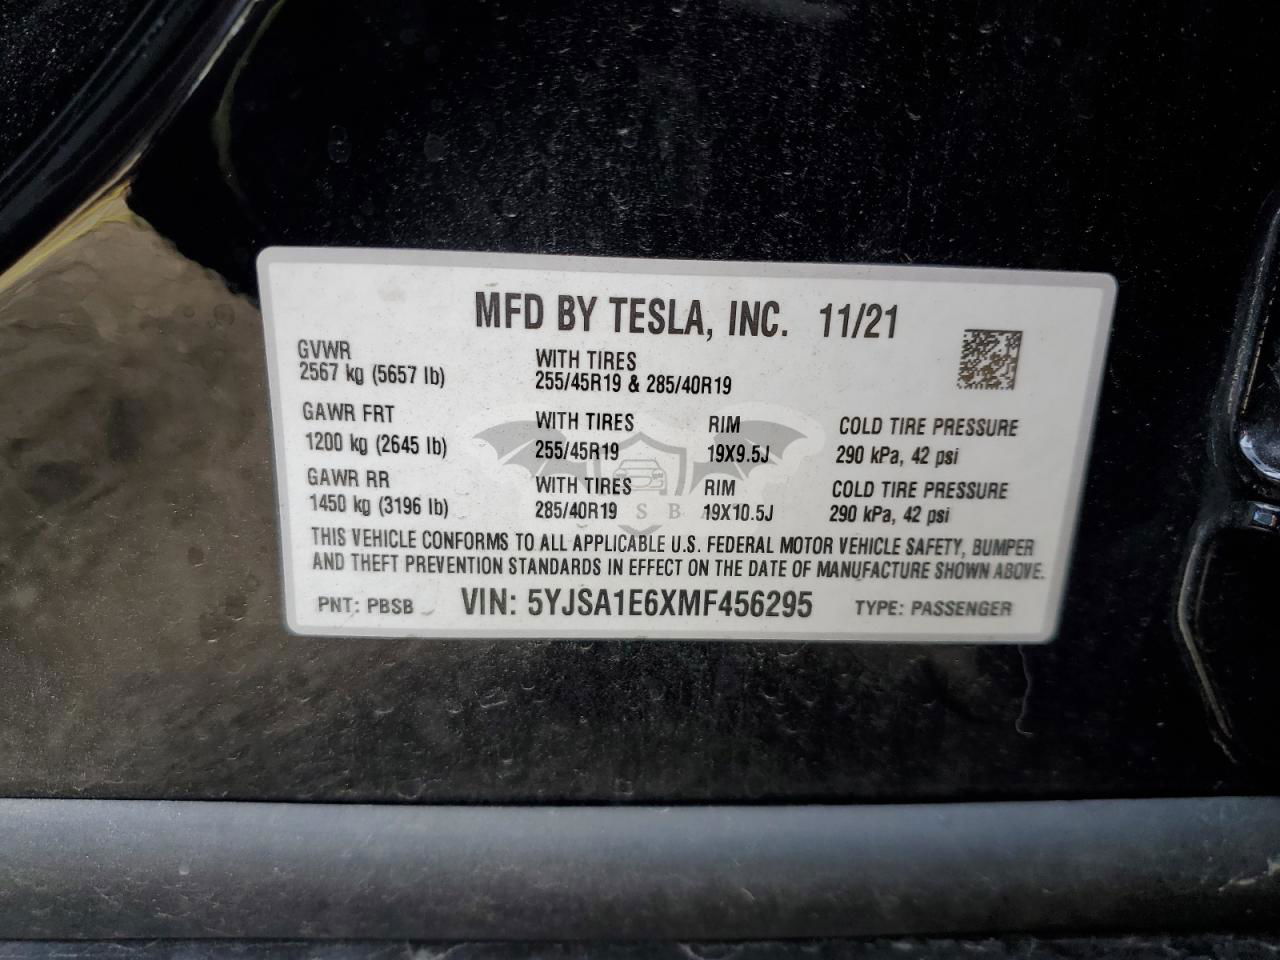 MFD BY TESLA, INC. 11/21
GVWR
2567 kg (5657 lb)
WITH TIRES
255/45R19 & 285/40R19
GAWR FRT
1200 kg (2645 lb)
WITH TIRES
255/45R19
RIM
19X9.5J
COLD TIRE PRESSURE
290 kPa, 42 psi
GAWR RR
1450 kg (3196 lb)
WITH TIRES
285/40R19
RIM
19X10.5J
COLD TIRE PRESSURE
290 kPa, 42 psi
S B
THIS VEHICLE CONFORMS TO ALL APPLICABLE U.S. FEDERAL MOTOR VEHICLE SAFETY, BUMPER
AND THEFT PREVENTION STANDARDS IN EFFECT ON THE DATE OF MANUFACTURE SHOWN ABOVE.
PNT: PBSB VIN: 5YJSA1E6XMF456295 TYPE: PASSENGER